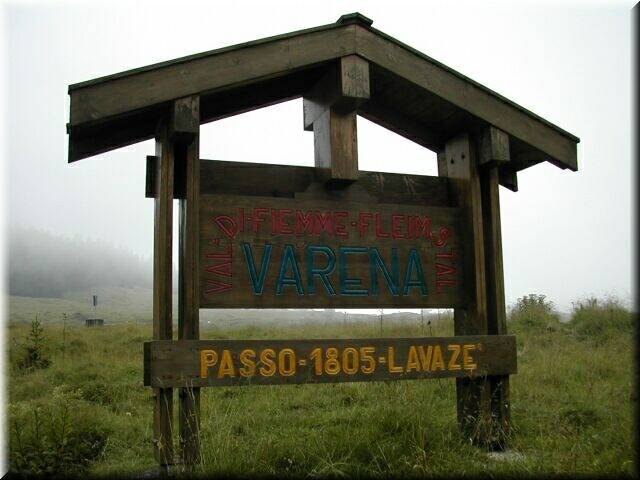 VAL·DI·FIEMME·FLEIMSTAL
VARENA
PASSO-1805-LAVAZE'